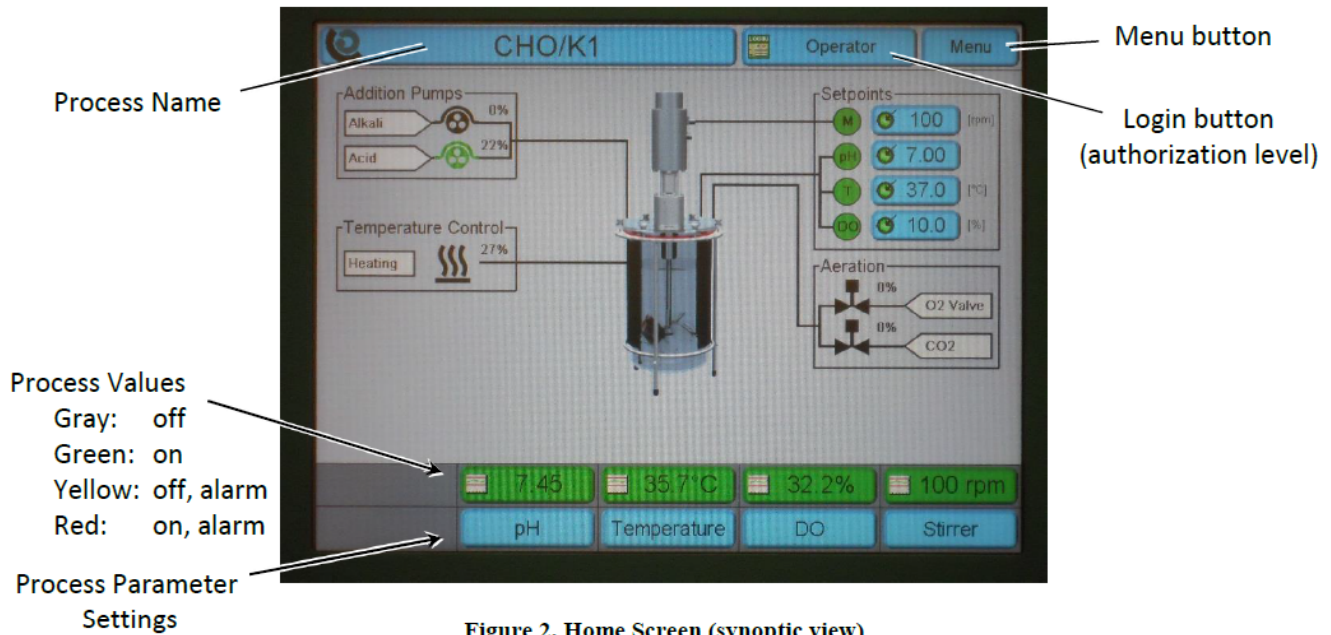 CHO/K1
Operator
Menu
Menu button
Process Name
Login button
(authorization level)
Addition Pumps
Alkali
0%
Acid
22%
Temperature Control
Heating
27%
Setpoints
M 100 [rpm]
pH 7.00
T 37.0 [°C]
DO 10.0 [%]
Aeration
0%
O2 Valve
0%
CO2
Process Values
Gray: off
Green: on
Yellow: off, alarm
Red: on, alarm
7.45 35.7°C 32.2% 100 rpm
pH Temperature DO Stirrer
Process Parameter
Settings
Figure 2. Home Screen (synoptic view)